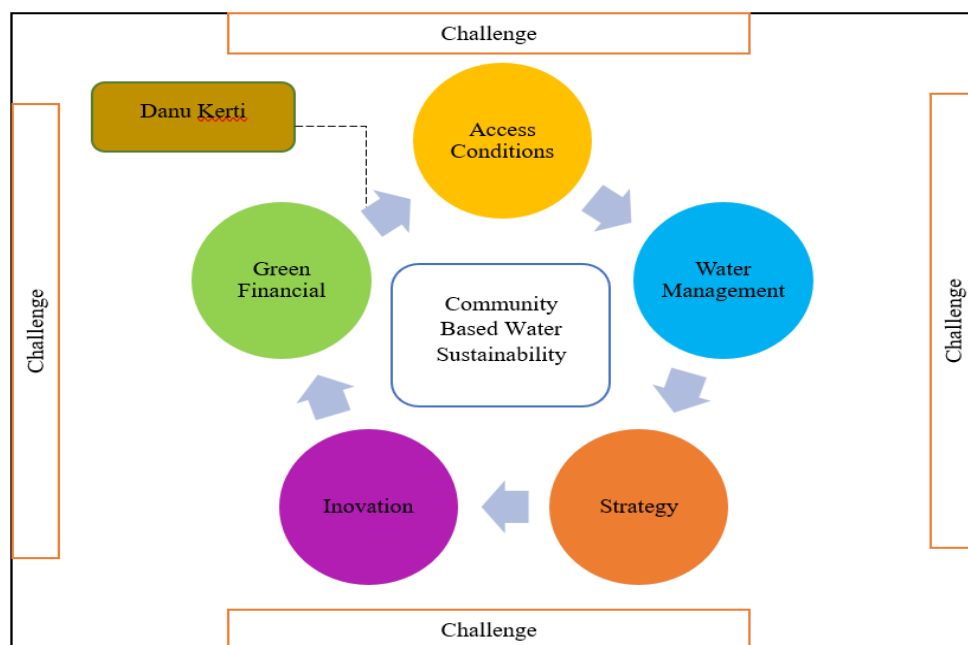 Challenge
Danu Kerti
Access
Conditions
Challenge
Green
Financial
Community
Based Water
Sustainability
Water
Management
Challenge
Inovation
Strategy
Challenge